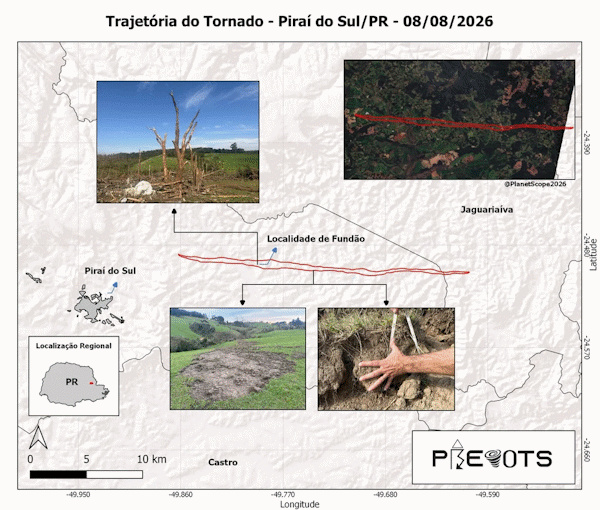 Trajetória do Tornado - Piraí do Sul/PR - 08/08/2026
@PlanetScope2026
Jaguariaíva
-24.390
Localidade de Fundão
-24.480
Latitude
Piraí do Sul
Localização Regional
PR
-24.570
0 5 10 km
Castro
PREVOTS
-24.660
-49.950 -49.860 -49.770 -49.680 -49.590
Longitude